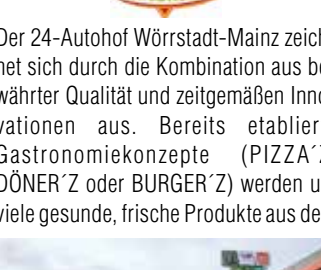 Der 24-Autohof Wörrstadt-Mainz zeich
net sich durch die Kombination aus be
währter Qualität und zeitgemäßen Inno
vationen aus. Bereits etablier
Gastronomiekonzepte (PIZZA´Z
DÖNER´Z oder BURGER´Z) werden u
viele gesunde, frische Produkte aus de